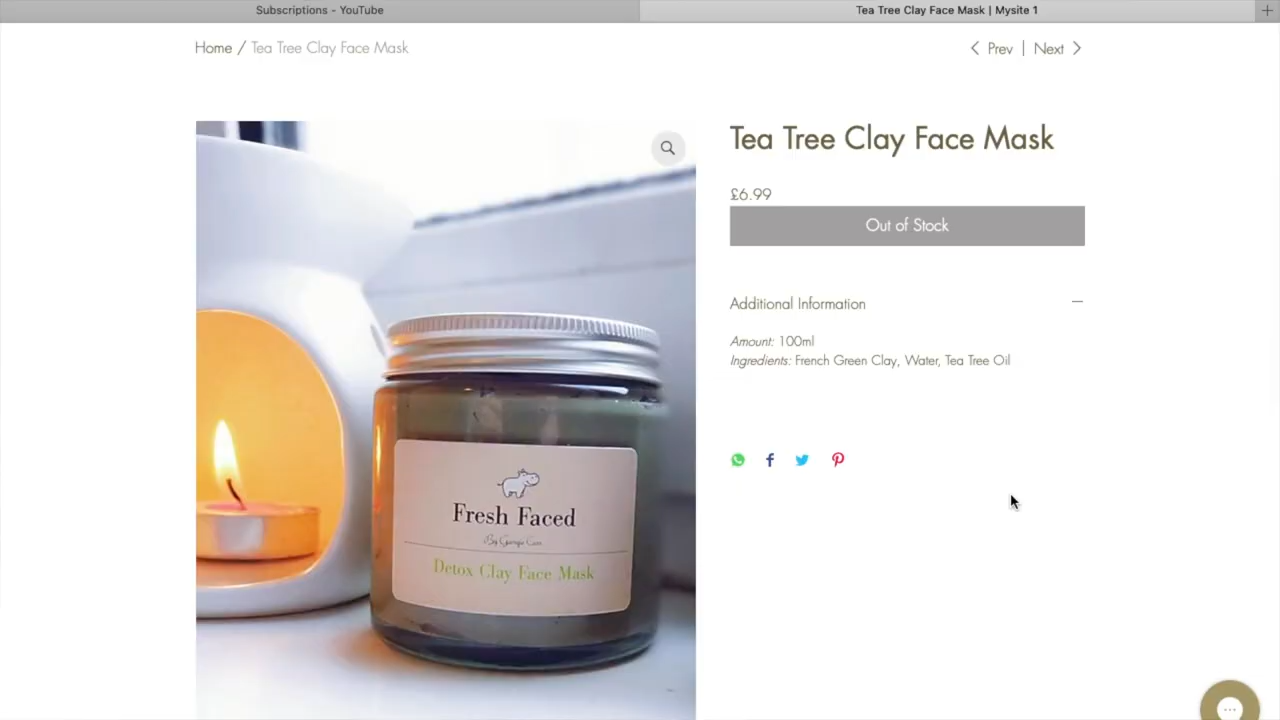 Subscriptions - YouTube
Tea Tree Clay Face Mask | Mysite 1
Home / Tea Tree Clay Face Mask
Prev | Next
Tea Tree Clay Face Mask
£6.99
Out of Stock
Additional Information
Amount: 100ml
Ingredients: French Green Clay, Water, Tea Tree Oil
Fresh Faced
By
Detox Clay Face Mask